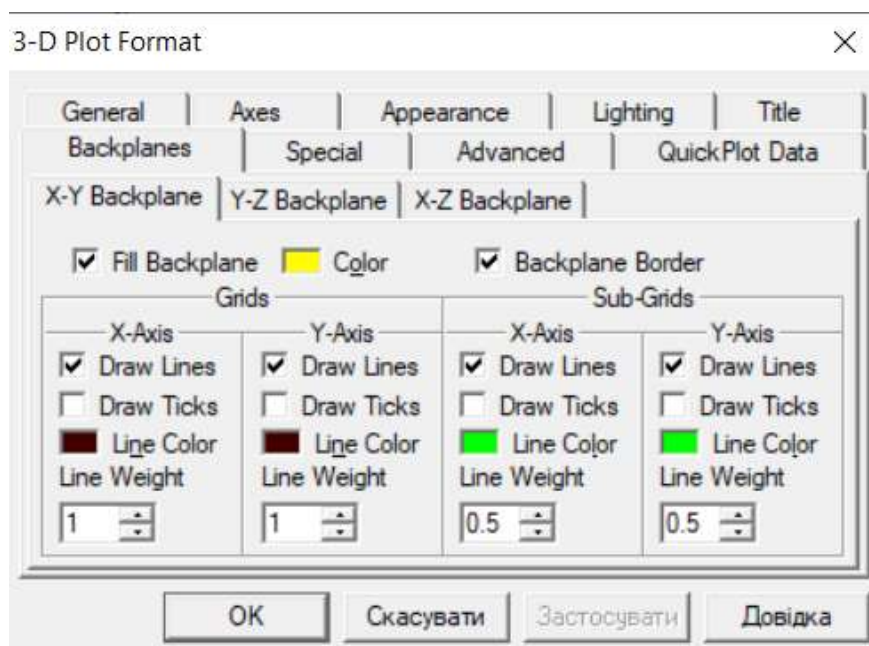 3-D Plot Format
General Axes Appearance Lighting Title
Backplanes Special Advanced QuickPlot Data
X-Y Backplane Y-Z Backplane X-Z Backplane
Fill Backplane Color Backplane Border
Grids Sub-Grids
X-Axis Y-Axis X-Axis Y-Axis
Draw Lines Draw Lines Draw Lines Draw Lines
Draw Ticks Draw Ticks Draw Ticks Draw Ticks
Line Color Line Color Line Color Line Color
Line Weight Line Weight Line Weight Line Weight
1 1 0.5 0.5
OK Скасувати Застосувати Довідка